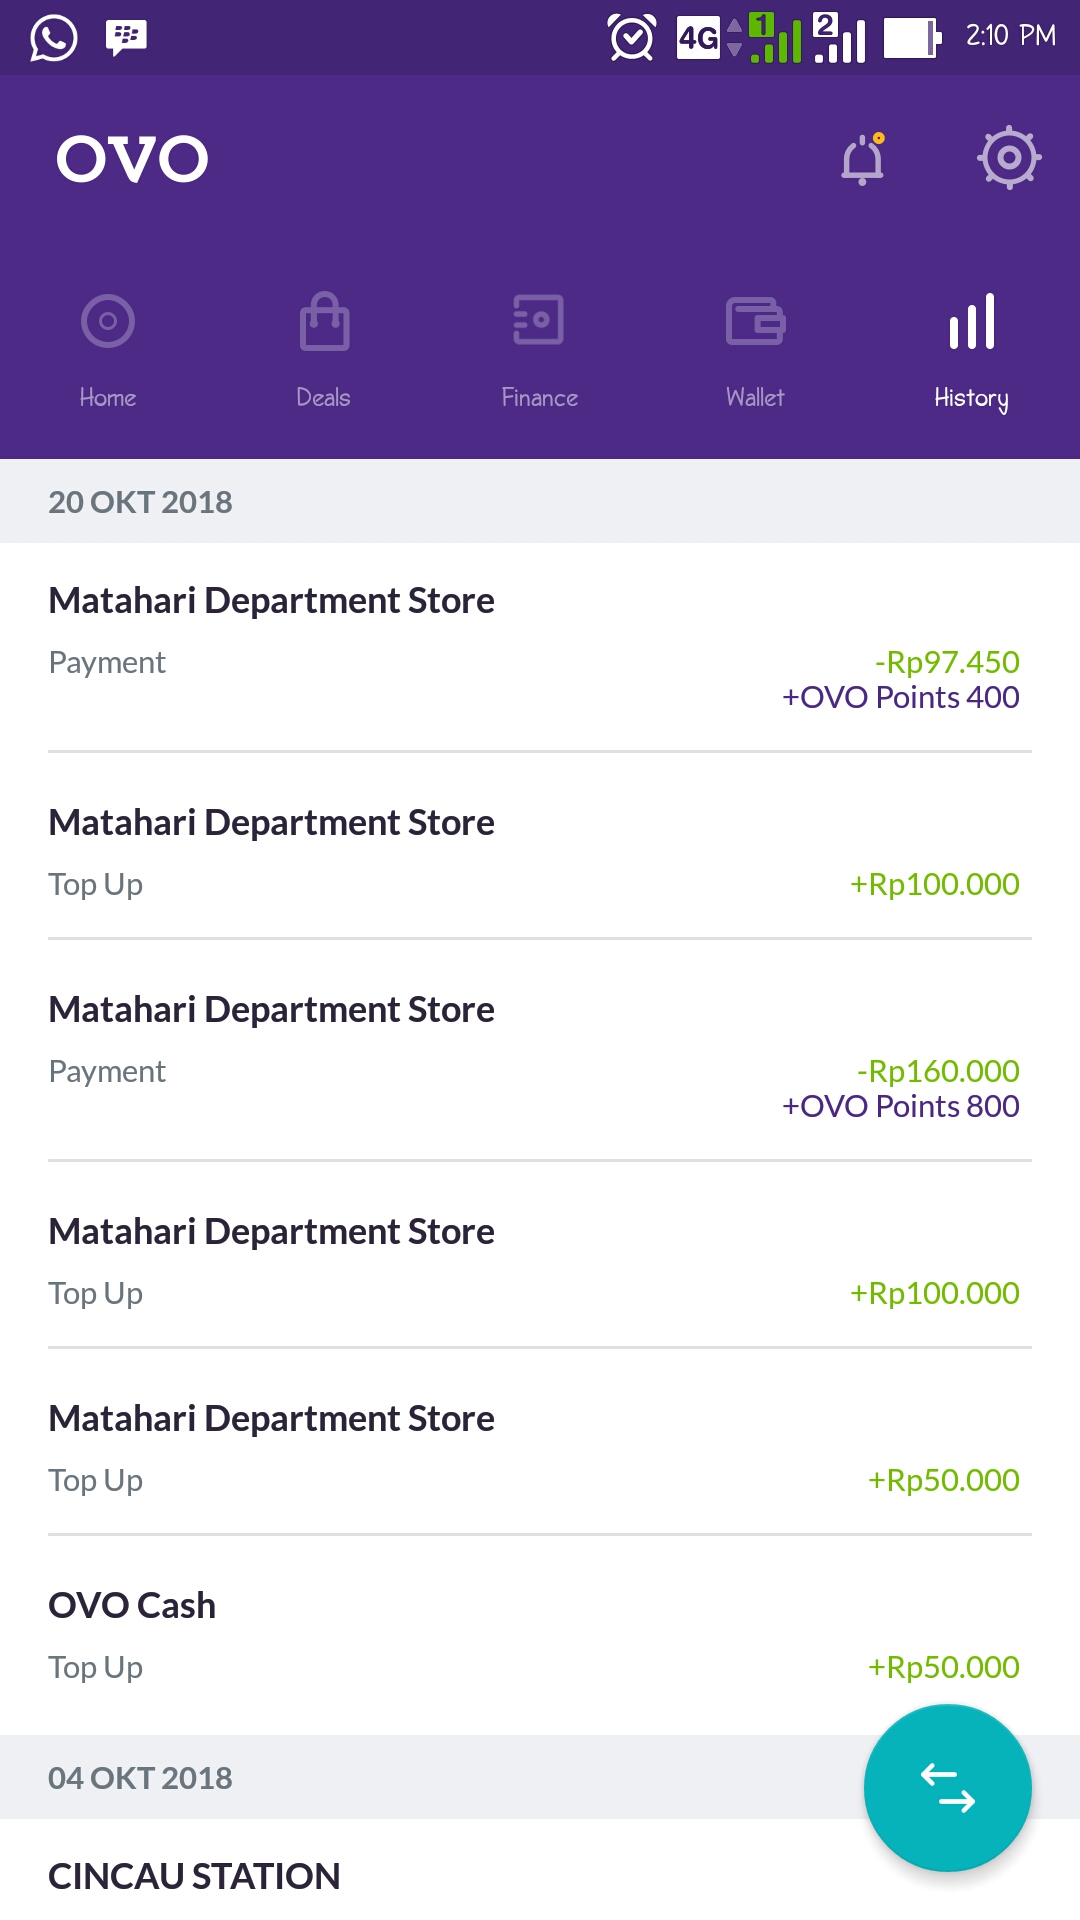 4G 1 2 2:10 PM
OVO
Home Deals Finance Wallet History
20 OKT 2018
Matahari Department Store
Payment -Rp97.450
+OVO Points 400
Matahari Department Store
Top Up +Rp100.000
Matahari Department Store
Payment -Rp160.000
+OVO Points 800
Matahari Department Store
Top Up +Rp100.000
Matahari Department Store
Top Up +Rp50.000
OVO Cash
Top Up +Rp50.000
04 OKT 2018
CINCAU STATION